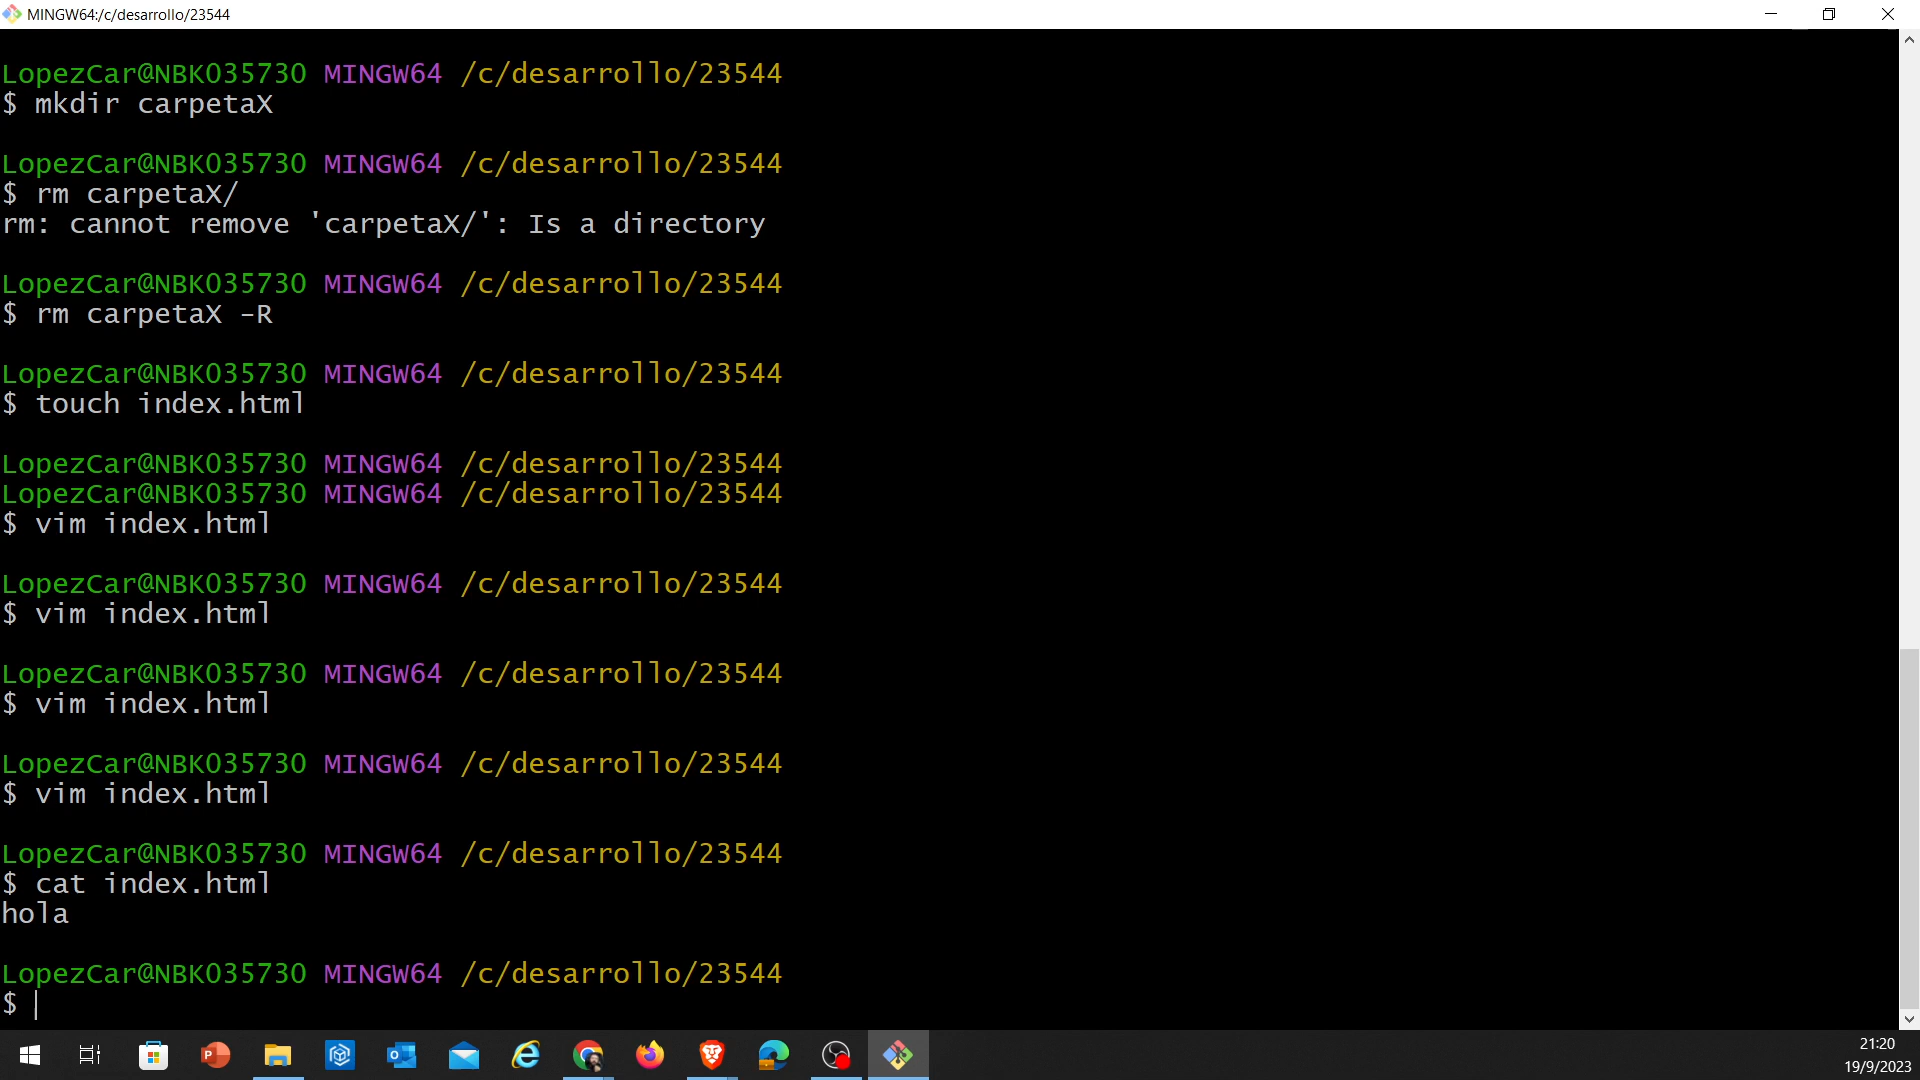 MINGW64:/c/desarrollo/23544
LopezCar@NBK035730 MINGW64 /c/desarrollo/23544
$ mkdir carpetaX
LopezCar@NBK035730 MINGW64 /c/desarrollo/23544
$ rm carpetaX/
rm: cannot remove 'carpetaX/': Is a directory
LopezCar@NBK035730 MINGW64 /c/desarrollo/23544
$ rm carpetaX -R
LopezCar@NBK035730 MINGW64 /c/desarrollo/23544
$ touch index.html
LopezCar@NBK035730 MINGW64 /c/desarrollo/23544
LopezCar@NBK035730 MINGW64 /c/desarrollo/23544
$ vim index.html
LopezCar@NBK035730 MINGW64 /c/desarrollo/23544
$ vim index.html
LopezCar@NBK035730 MINGW64 /c/desarrollo/23544
$ vim index.html
LopezCar@NBK035730 MINGW64 /c/desarrollo/23544
$ vim index.html
LopezCar@NBK035730 MINGW64 /c/desarrollo/23544
$ cat index.html
hola
LopezCar@NBK035730 MINGW64 /c/desarrollo/23544
$
21:20
19/9/2023